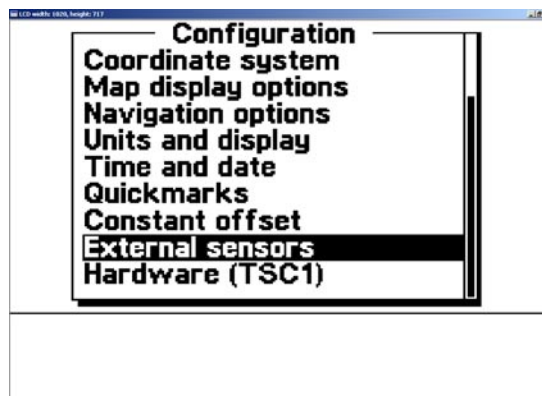 LCD width: 1020, height: 717
Configuration
Coordinate system
Map display options
Navigation options
Units and display
Time and date
Quickmarks
Constant offset
External sensors
Hardware (TSC1)